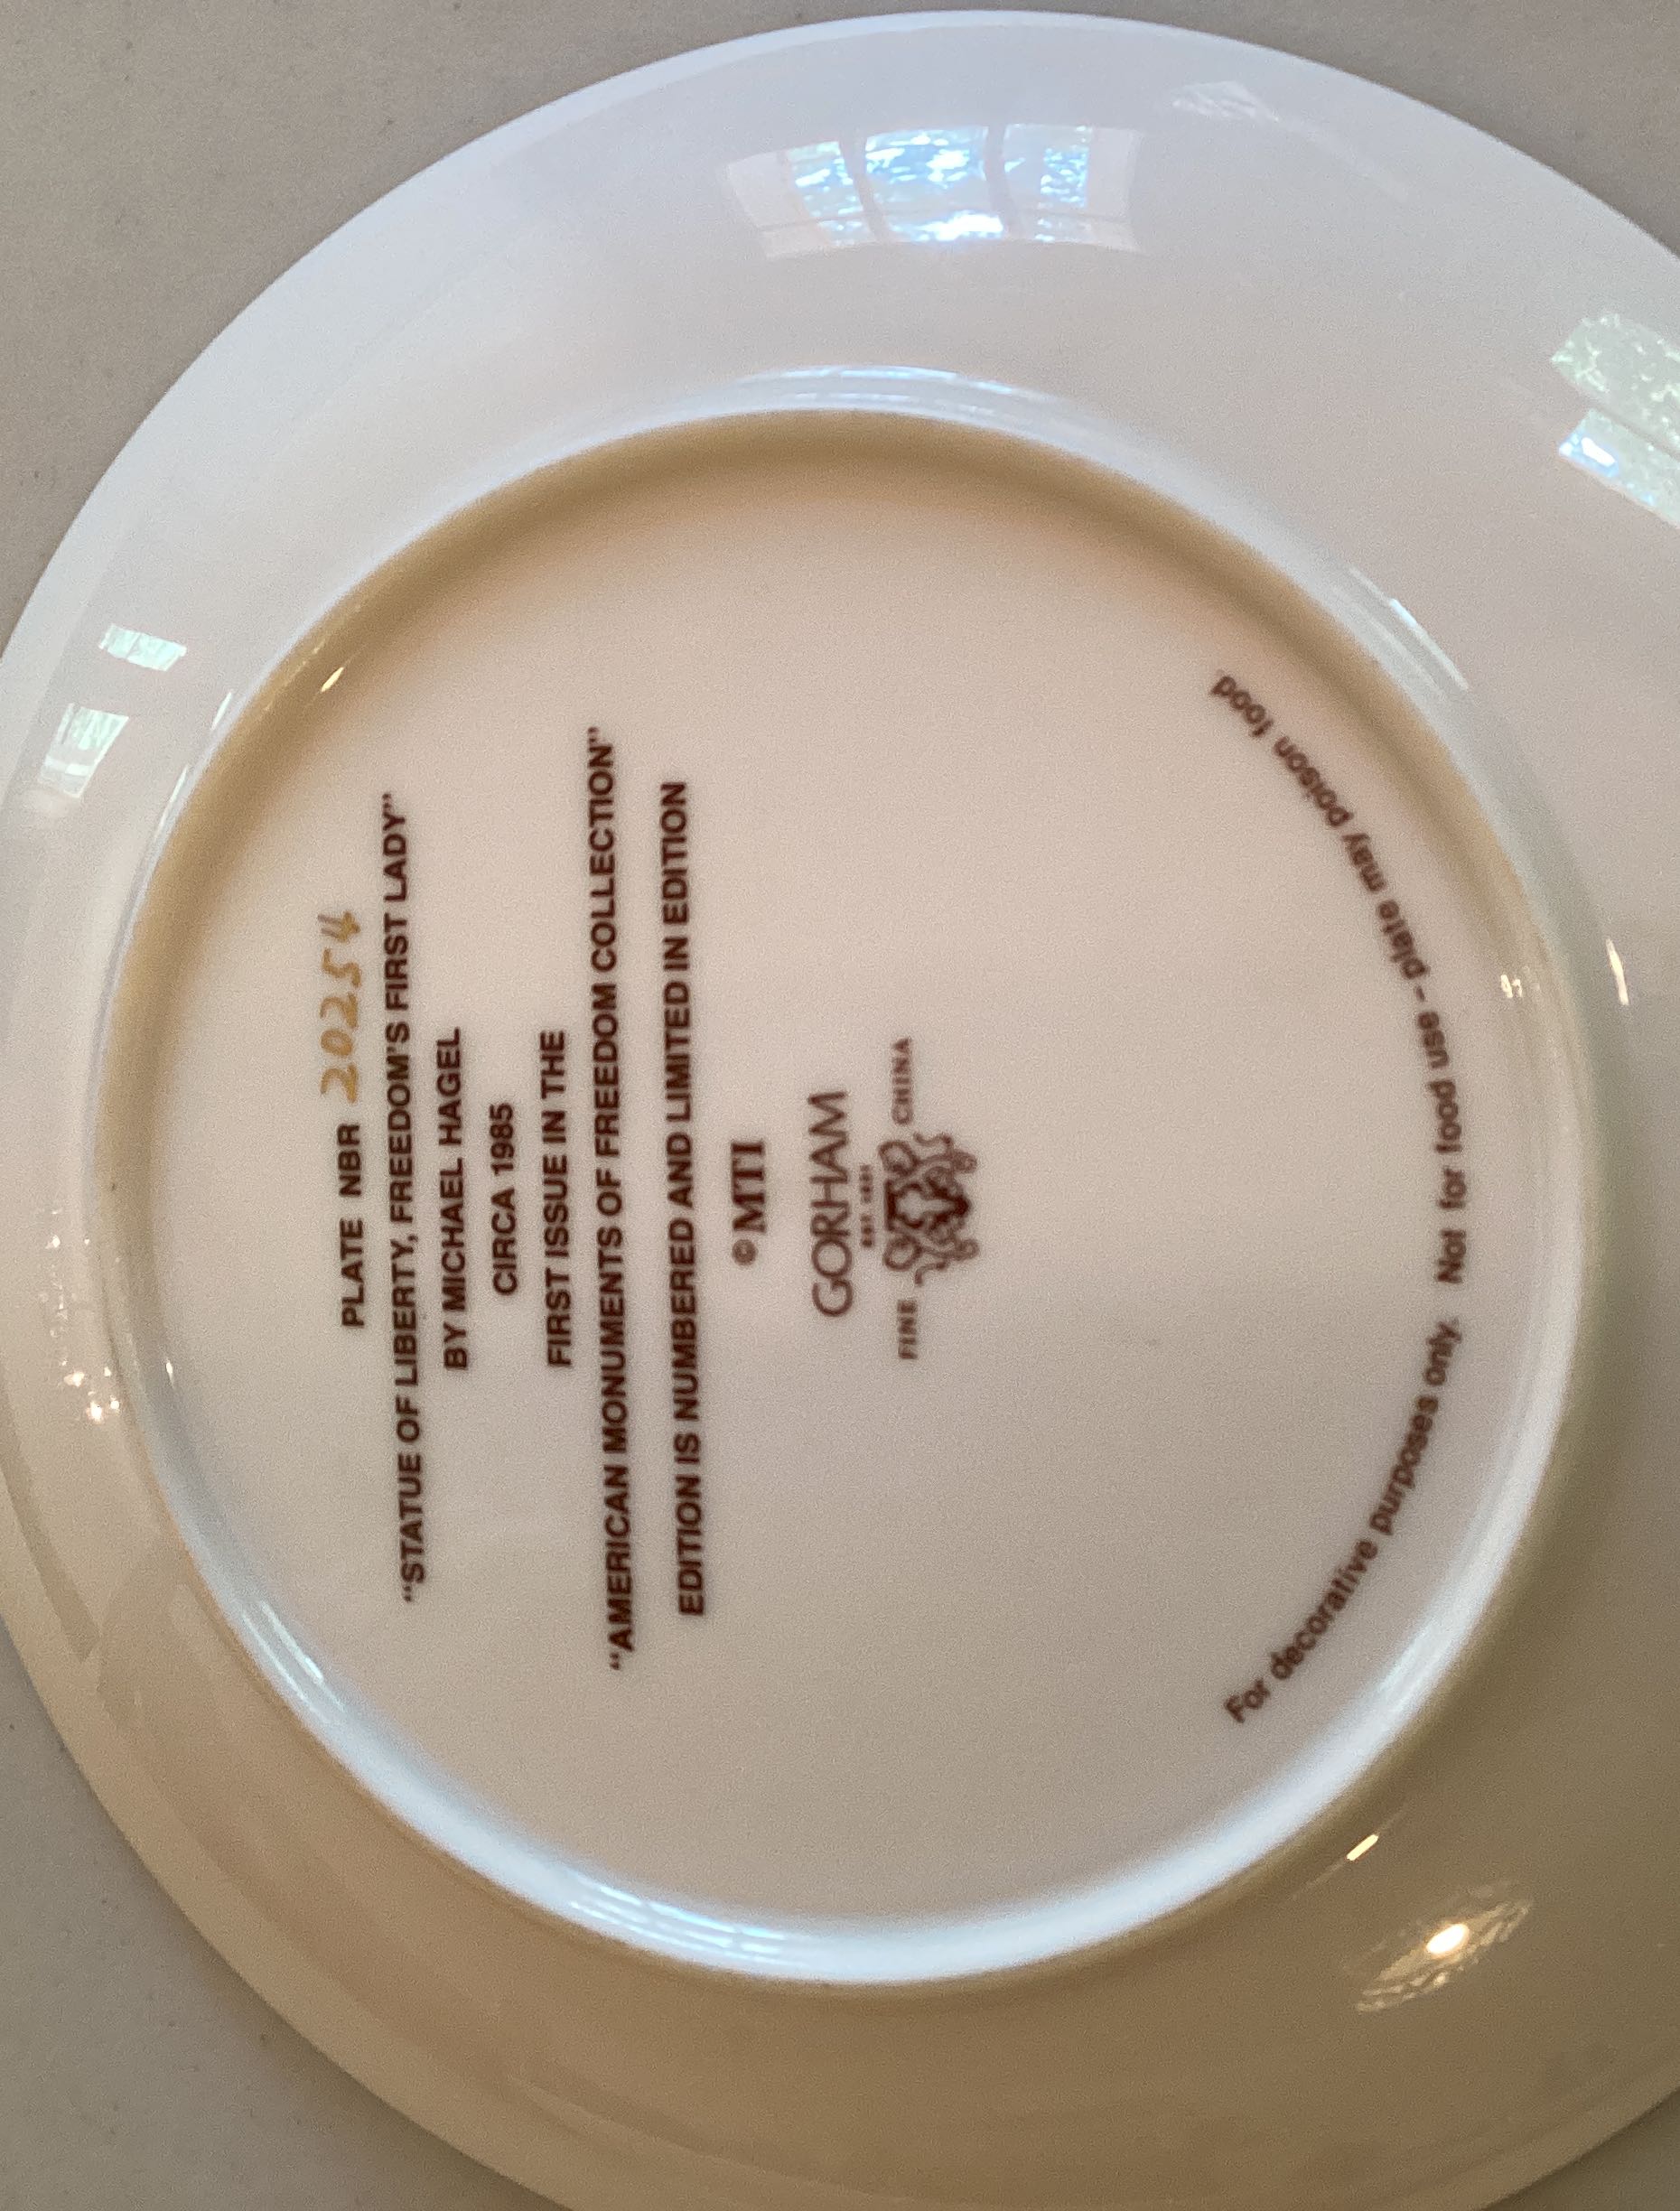 PLATE NBR 20254
“STATUE OF LIBERTY, FREEDOM'S FIRST LADY”
BY MICHAEL HAGEL
CIRCA 1985
FIRST ISSUE IN THE
“AMERICAN MONUMENTS OF FREEDOM COLLECTION”
EDITION IS NUMBERED AND LIMITED IN EDITION
©MTI
GORHAM
EST. 1831
FINE CHINA
For decorative purposes only. Not for food use - plate may poison food.